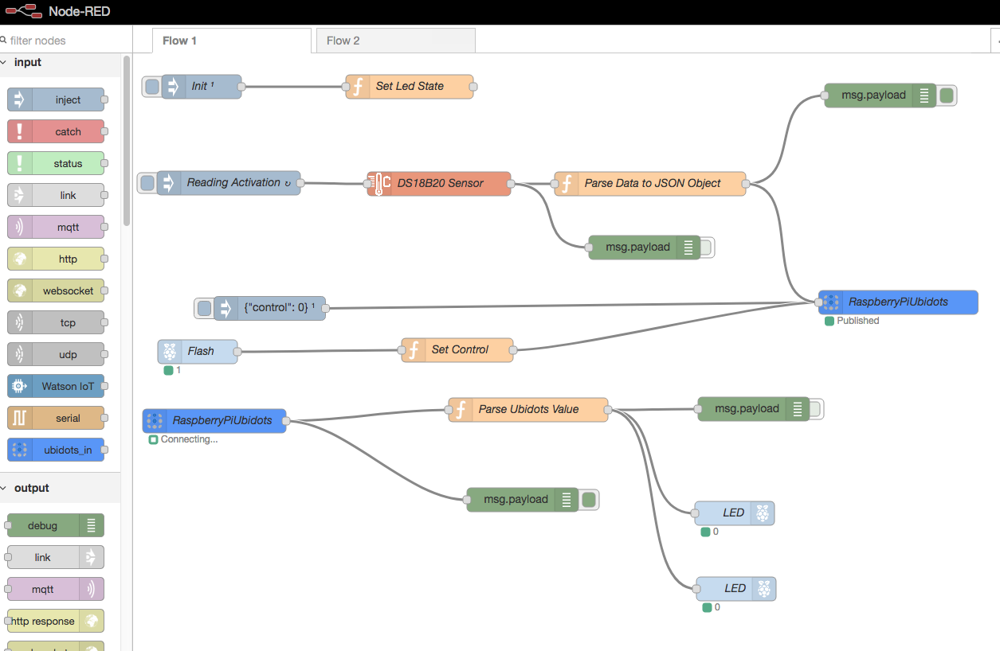 Node-RED
filter nodes
Flow 1
Flow 2
input
inject
catch
status
link
mqtt
http
websocket
tcp
udp
Watson IoT
serial
ubidots_in
output
debug
link
mqtt
http response
Init ¹
Set Led State
msg.payload
Reading Activation ↻
DS18B20 Sensor
Parse Data to JSON Object
msg.payload
{"control": 0} ¹
RaspberryPiUbidots
Published
Flash
1
Set Control
RaspberryPiUbidots
Connecting...
Parse Ubidots Value
msg.payload
msg.payload
LED
0
LED
0